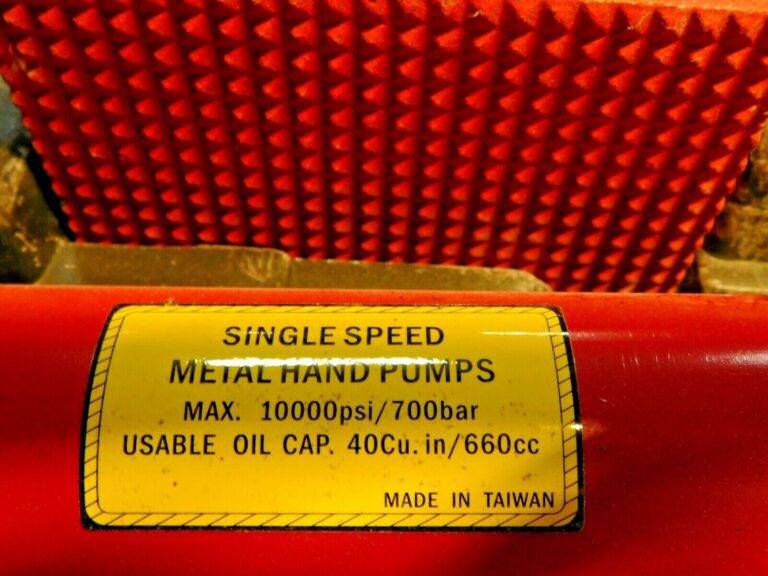 SINGLE SPEED
METAL HAND PUMPS
MAX. 10000psi/700bar
USABLE OIL CAP. 40Cu.in/660cc
MADE IN TAIWAN